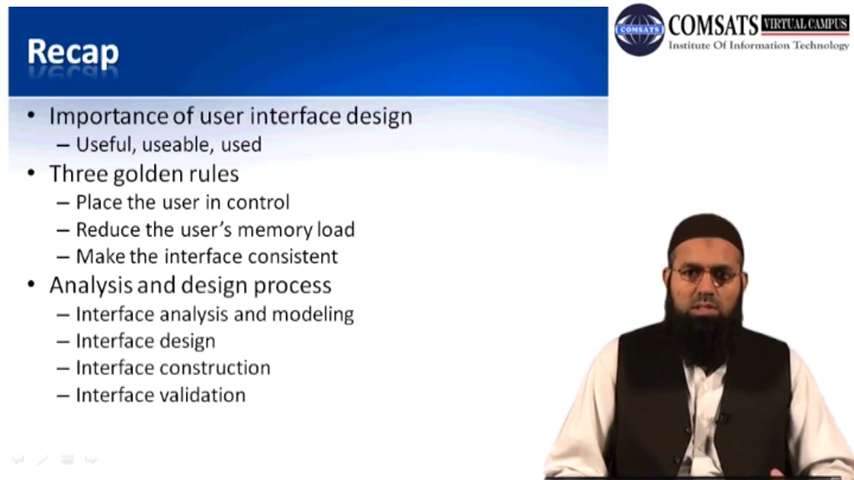 Recap
COMSATS VIRTUAL CAMPUS
Institute Of Information Technology
COMSATS
• Importance of user interface design
– Useful, useable, used
• Three golden rules
– Place the user in control
– Reduce the user's memory load
– Make the interface consistent
• Analysis and design process
– Interface analysis and modeling
– Interface design
– Interface construction
– Interface validation